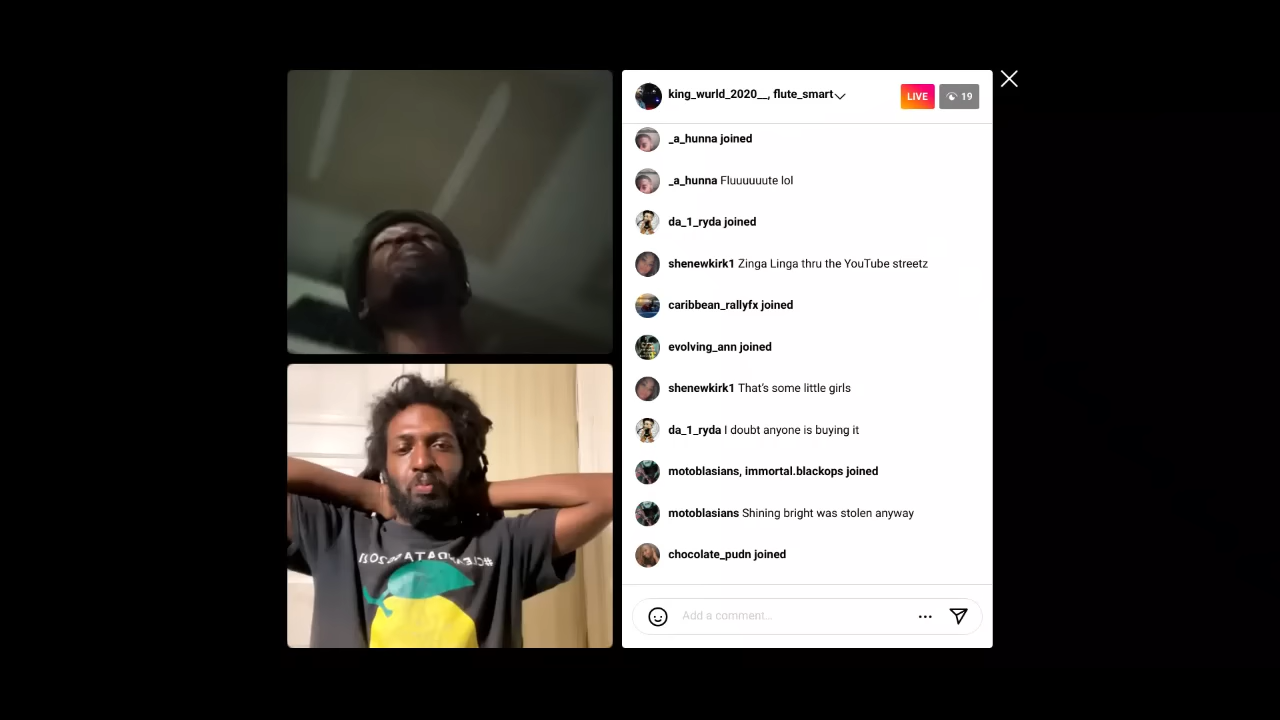 king_wurld_2020__, flute_smart
LIVE
19
_a_hunna joined
_a_hunna Fluuuuuute lol
da_1_ryda joined
shenewkirk1 Zinga Linga thru the YouTube streetz
caribbean_rallyfx joined
evolving_ann joined
shenewkirk1 That's some little girls
da_1_ryda I doubt anyone is buying it
motoblasians, immortal.blackops joined
motoblasians Shining bright was stolen anyway
chocolate_pudn joined
Add a comment...